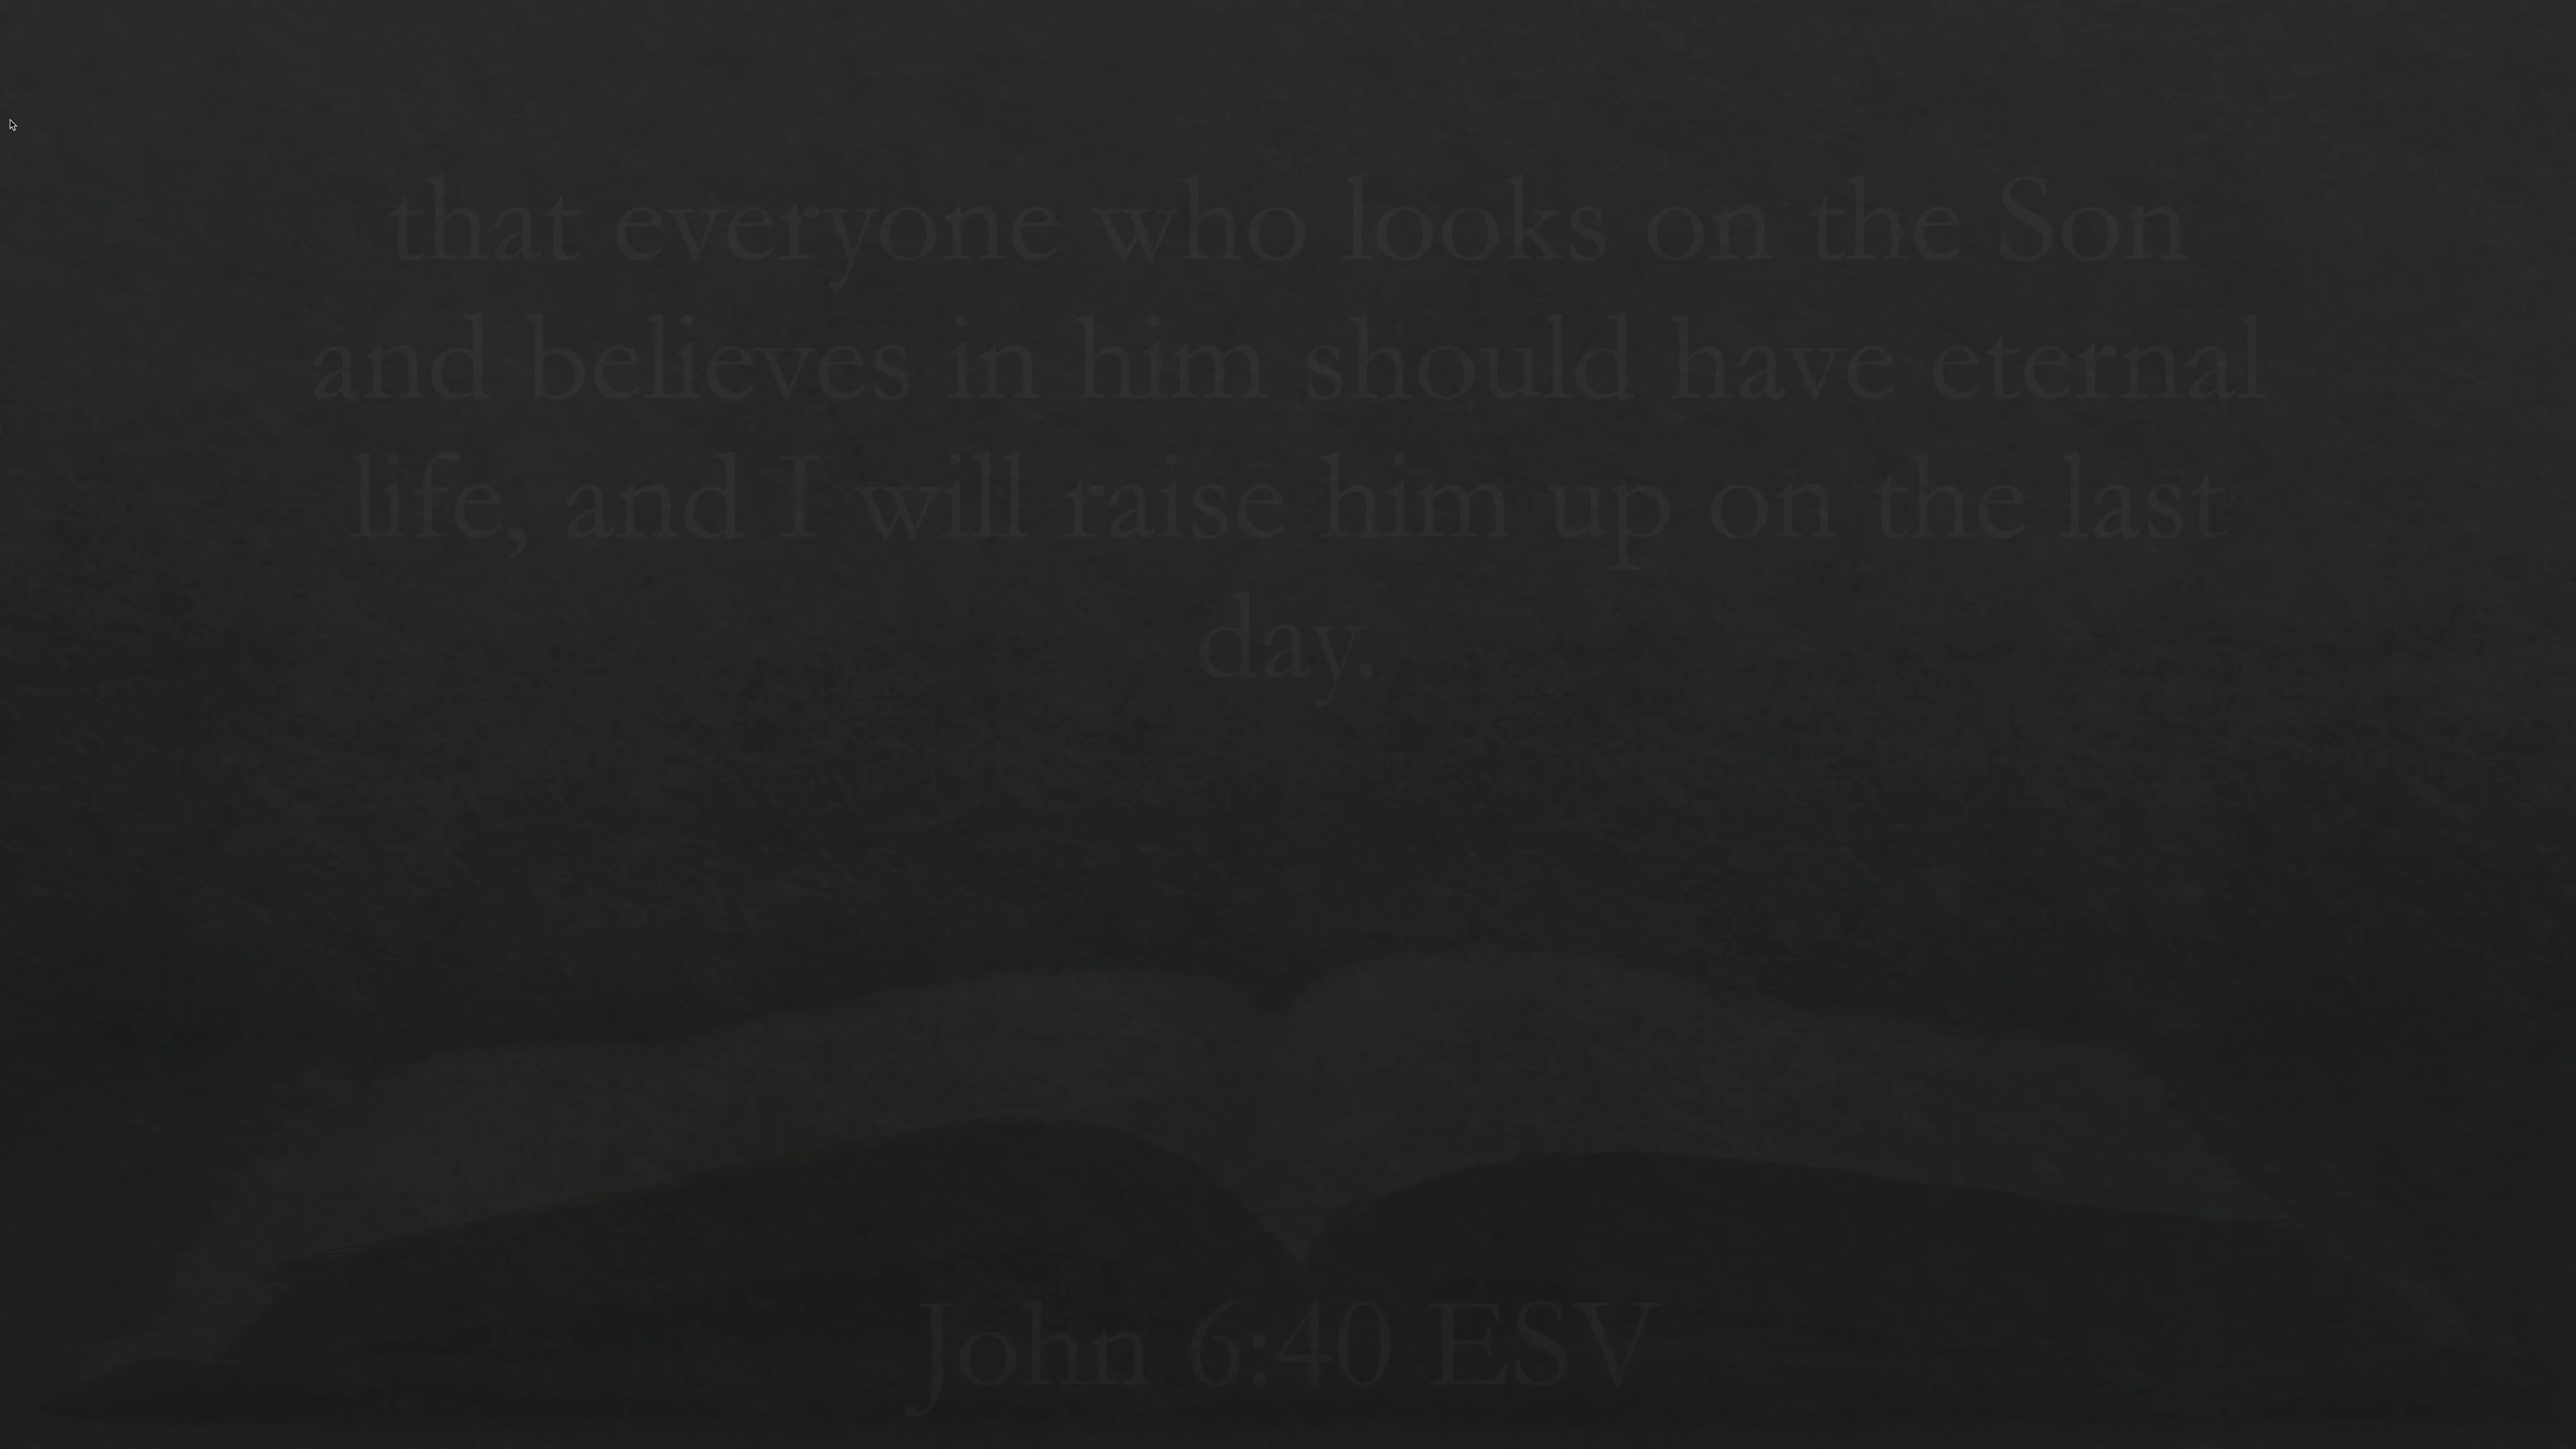 that everyone who looks on the Son
and believes in him should have eternal
life, and I will raise him up on the last
day.
John 6:40 ESV